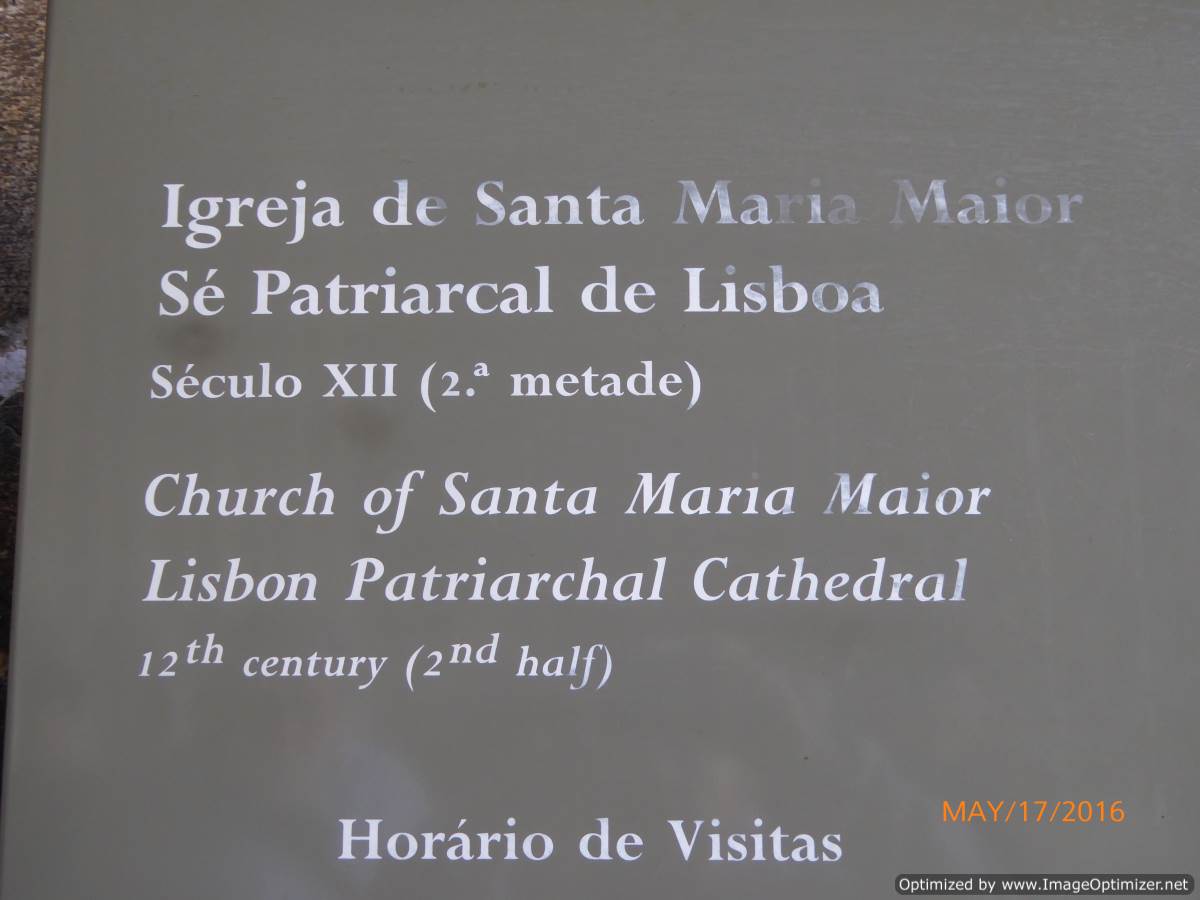 Igreja de Santa Maria Maior
Sé Patriarcal de Lisboa
Século XII (2.ª metade)
Church of Santa Maria Maior
Lisbon Patriarchal Cathedral
12th century (2nd half)
MAY/17/2016
Horário de Visitas
Optimized by www.ImageOptimizer.net